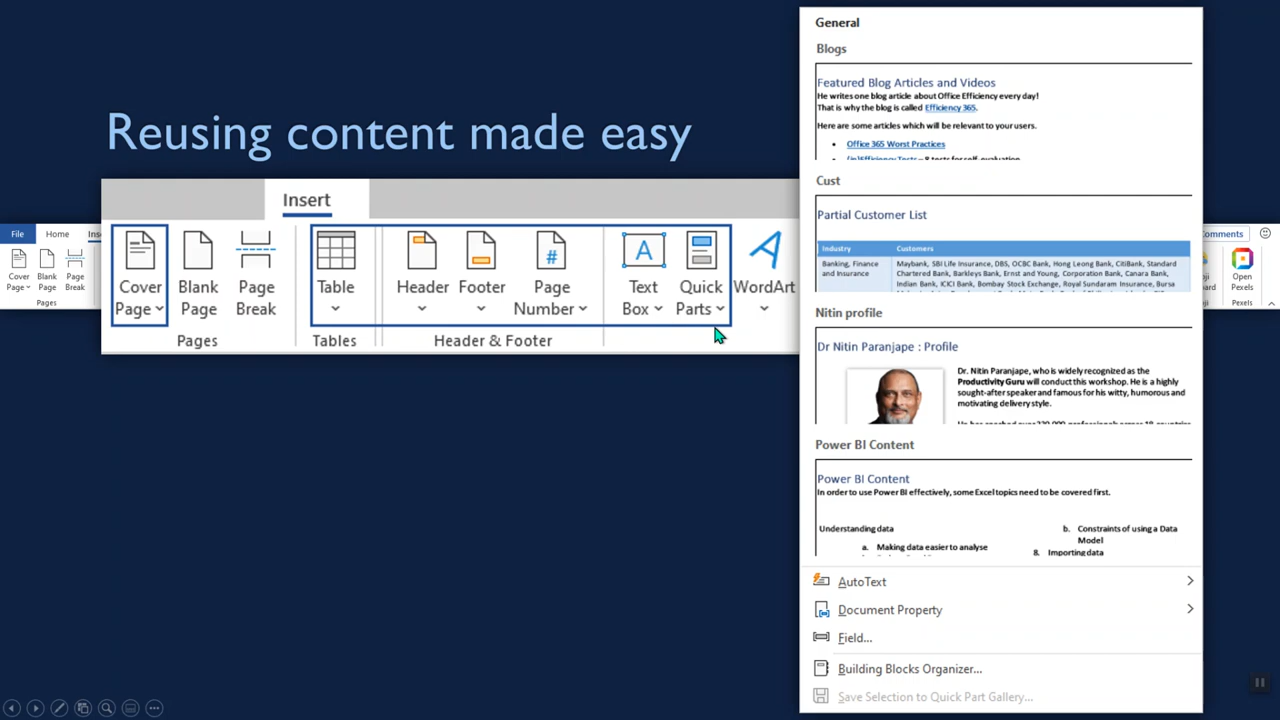 Reusing content made easy
File Home Ins
Cover Page
Blank Page
Page Break
Pages
Insert
Cover Page
Blank Page
Page Break
Table
Header
Footer
Page Number
Text Box
Quick Parts
WordArt
Pages
Tables
Header & Footer
General
Blogs
Featured Blog Articles and Videos
He writes one blog article about Office Efficiency every day!
That is why the blog is called Efficiency 365.
Here are some articles which will be relevant to your users.
• Office 365 Worst Practices
• (in)Efficiency Tests – 8 tests for self-evaluation
Cust
Partial Customer List
Industry Customers
Banking, Finance and Insurance
Maybank, SBI Life Insurance, DBS, OCBC Bank, Hong Leong Bank, CitiBank, Standard
Chartered Bank, Barkleys Bank, Ernst and Young, Corporation Bank, Canara Bank,
Indian Bank, ICICI Bank, Bombay Stock Exchange, Royal Sundaram Insurance, Bursa
Nitin profile
Dr Nitin Paranjape : Profile
Dr. Nitin Paranjape, who is widely recognized as the
Productivity Guru will conduct this workshop. He is a highly
sought-after speaker and famous for his witty, humorous and
motivating delivery style.
Power BI Content
Power BI Content
In order to use Power BI effectively, some Excel topics need to be covered first.
Understanding data
a. Making data easier to analyse
b. Constraints of using a Data
Model
8. Importing data
AutoText
Document Property
Field...
Building Blocks Organizer...
Save Selection to Quick Part Gallery...
Comments
Open Pexels
Pexels